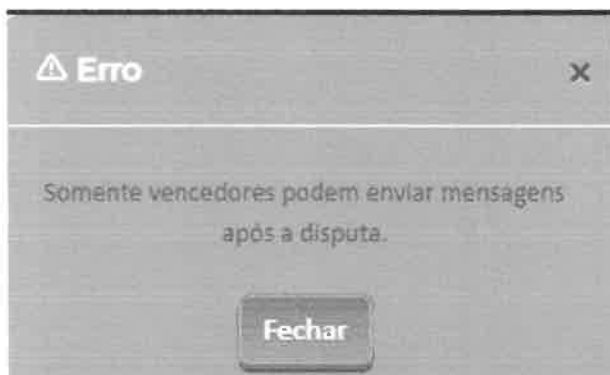 ⚠ Erro ×
Somente vencedores podem enviar mensagens
após a disputa.
Fechar